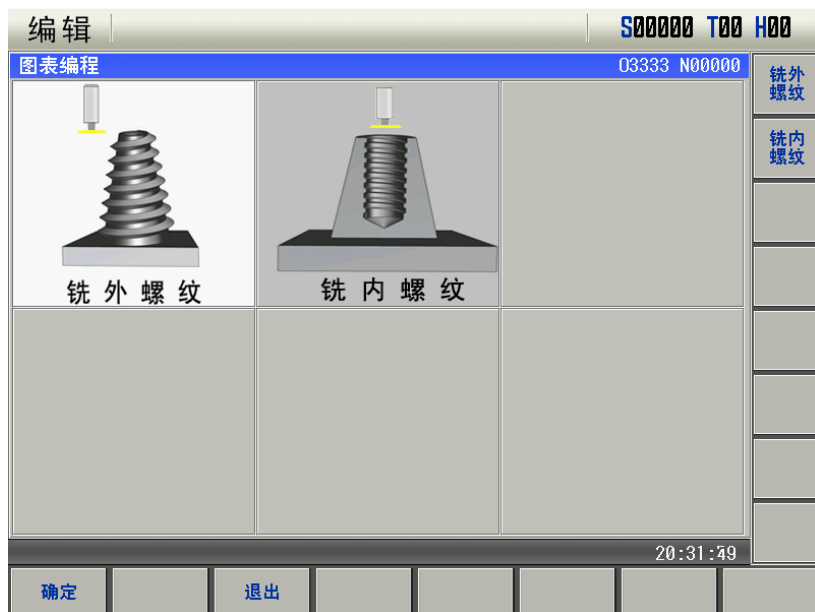 编辑
S00000 T00 H00
图表编程
O3333 N00000
铣外
螺纹
铣内
螺纹
铣外螺纹
铣内螺纹
20:31:49
确定
退出